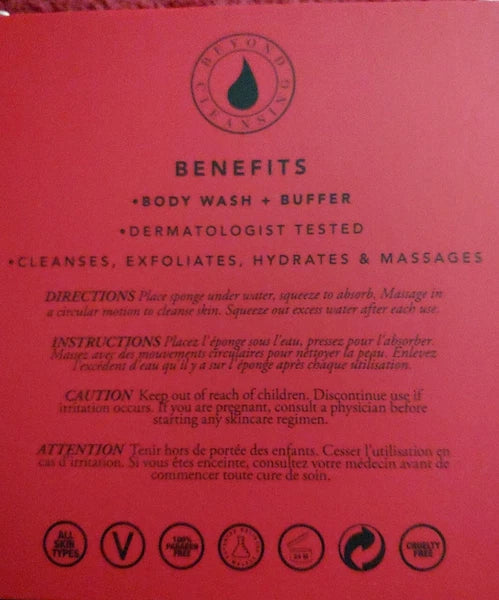 BEYOND CLEANSING
BENEFITS
•BODY WASH + BUFFER
•DERMATOLOGIST TESTED
•CLEANSES, EXFOLIATES, HYDRATES & MASSAGES
DIRECTIONS Place sponge under water, squeeze to absorb. Massage in
a circular motion to cleanse skin. Squeeze out excess water after each use.
INSTRUCTIONS Placez l'éponge sous l'eau, pressez pour l'absorber.
Massez avec des mouvements circulaires pour nettoyer la peau. Enlevez
l'excédent d'eau qu'il y a sur l'éponge après chaque utilisation.
CAUTION Keep out of reach of children. Discontinue use if
irritation occurs. If you are pregnant, consult a physician before
starting any skincare regimen.
ATTENTION Tenir hors de portée des enfants. Cesser l'utilisation en
cas d'irritation. Si vous êtes enceinte, consultez votre médecin avant de
commencer toute cure de soin.
ALL
SKIN
TYPES
V
100%
PARABEN
FREE
24 M
CRUELTY
FREE